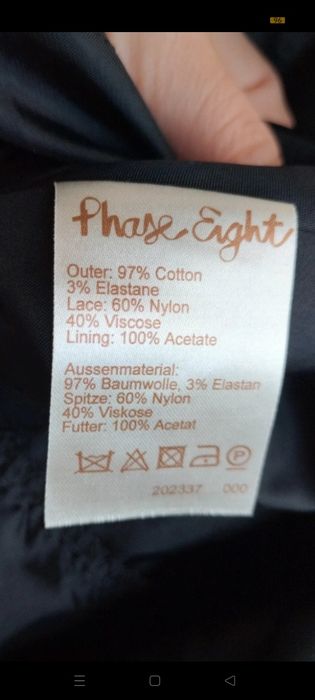 96
Phase Eight
Outer: 97% Cotton
3% Elastane
Lace: 60% Nylon
40% Viscose
Lining: 100% Acetate
Aussenmaterial:
97% Baumwolle, 3% Elastan
Spitze: 60% Nylon
40% Viskose
Futter: 100% Acetat
P
202337 000